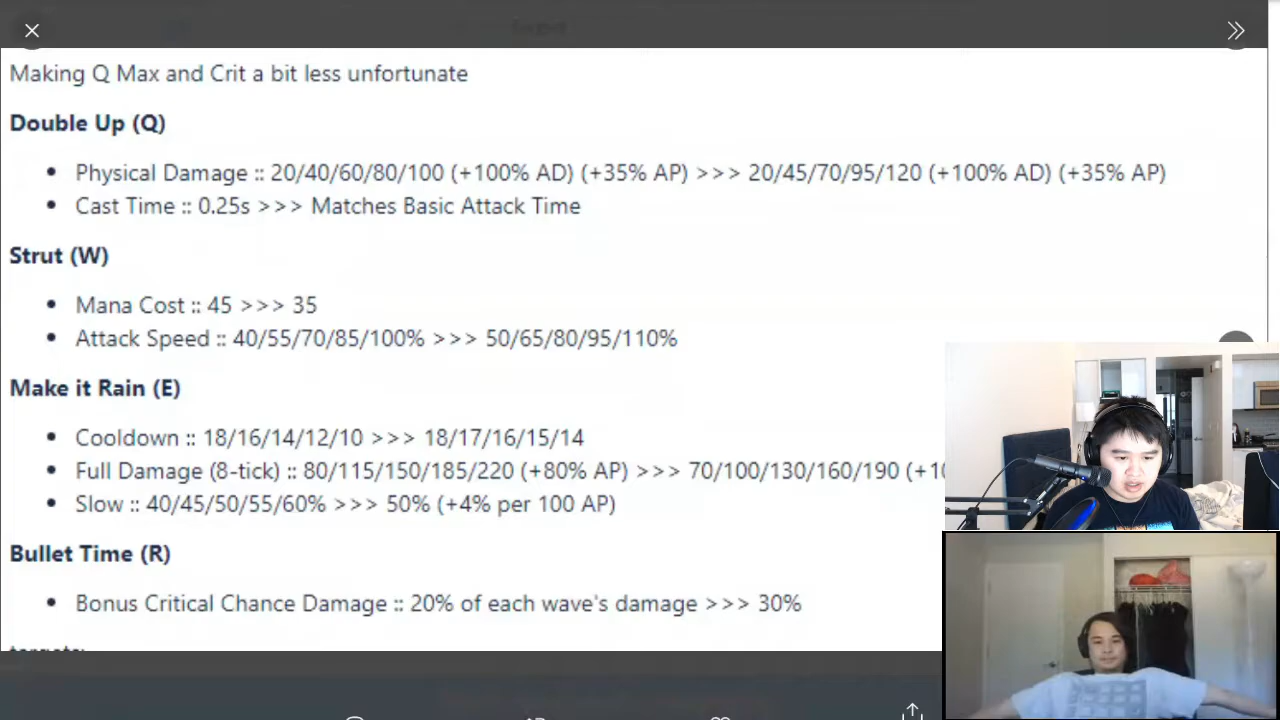 Making Q Max and Crit a bit less unfortunate
Double Up (Q)
Physical Damage :: 20/40/60/80/100 (+100% AD) (+35% AP) >>> 20/45/70/95/120 (+100% AD) (+35% AP)
Cast Time :: 0.25s >>> Matches Basic Attack Time
Strut (W)
Mana Cost :: 45 >>> 35
Attack Speed :: 40/55/70/85/100% >>> 50/65/80/95/110%
Make it Rain (E)
Cooldown :: 18/16/14/12/10 >>> 18/17/16/15/14
Full Damage (8-tick) :: 80/115/150/185/220 (+80% AP) >>> 70/100/130/160/190 (+10
Slow :: 40/45/50/55/60% >>> 50% (+4% per 100 AP)
Bullet Time (R)
Bonus Critical Chance Damage :: 20% of each wave's damage >>> 30%